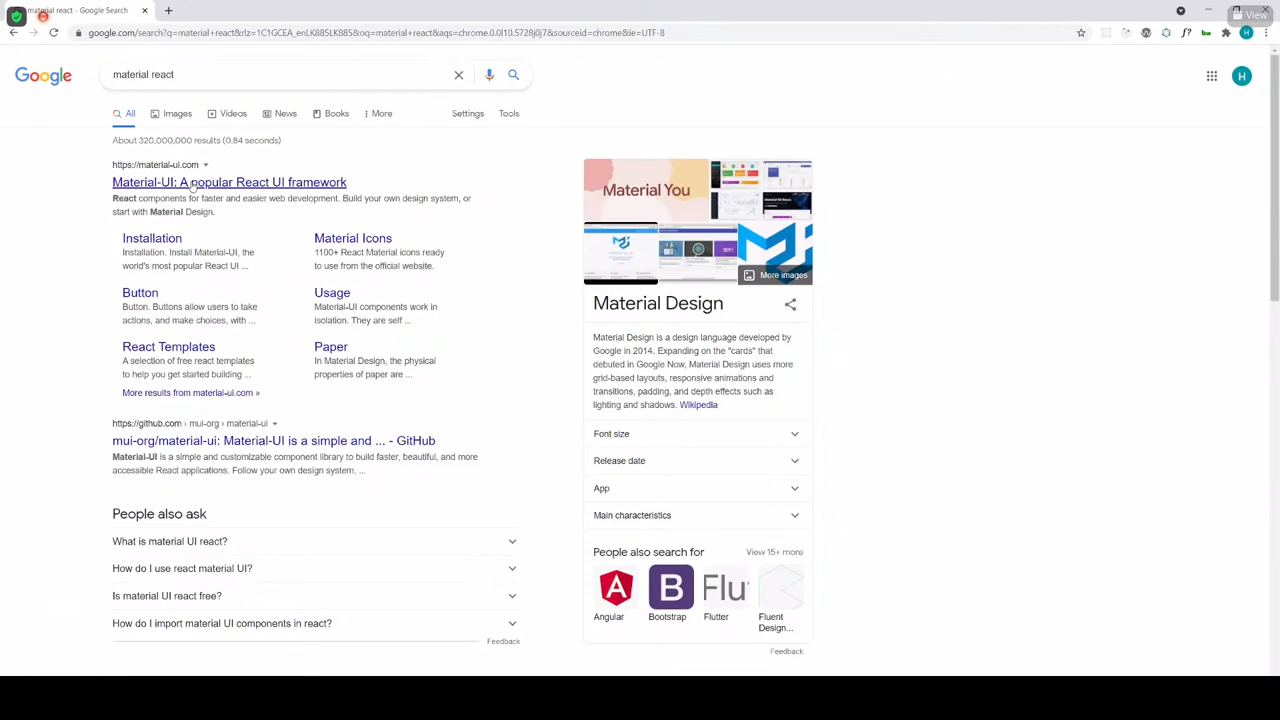 material react - Google Search
View
google.com/search?q=material+react&rlz=1C1GCEA_enLK885LK885&oq=material+react&aqs=chrome.0.0l10.5728j0j7&sourceid=chrome&ie=UTF-8
Google
material react
All Images Videos News Books More Settings Tools
About 320,000,000 results (0.84 seconds)
https://material-ui.com
Material-UI: A popular React UI framework
React components for faster and easier web development. Build your own design system, or
start with Material Design.
Installation
Installation. Install Material-UI, the
world's most popular React UI ...
Material Icons
1100+ React Material icons ready
to use from the official website.
Button
Button. Buttons allow users to take
actions, and make choices, with ...
Usage
Material-UI components work in
isolation. They are self ...
React Templates
A selection of free react templates
to help you get started building ...
Paper
In Material Design, the physical
properties of paper are ...
More results from material-ui.com »
https://github.com › mui-org › material-ui
mui-org/material-ui: Material-UI is a simple and ... - GitHub
Material-UI is a simple and customizable component library to build faster, beautiful, and more
accessible React applications. Follow your own design system, ...
People also ask
What is material UI react?
How do I use react material UI?
Is material UI react free?
How do I import material UI components in react?
Feedback
Material You
More images
Material Design
Material Design is a design language developed by
Google in 2014. Expanding on the "cards" that
debuted in Google Now, Material Design uses more
grid-based layouts, responsive animations and
transitions, padding, and depth effects such as
lighting and shadows. Wikipedia
Font size
Release date
App
Main characteristics
People also search for View 15+ more
Angular
Bootstrap
Flutter
Fluent
Design...
Feedback